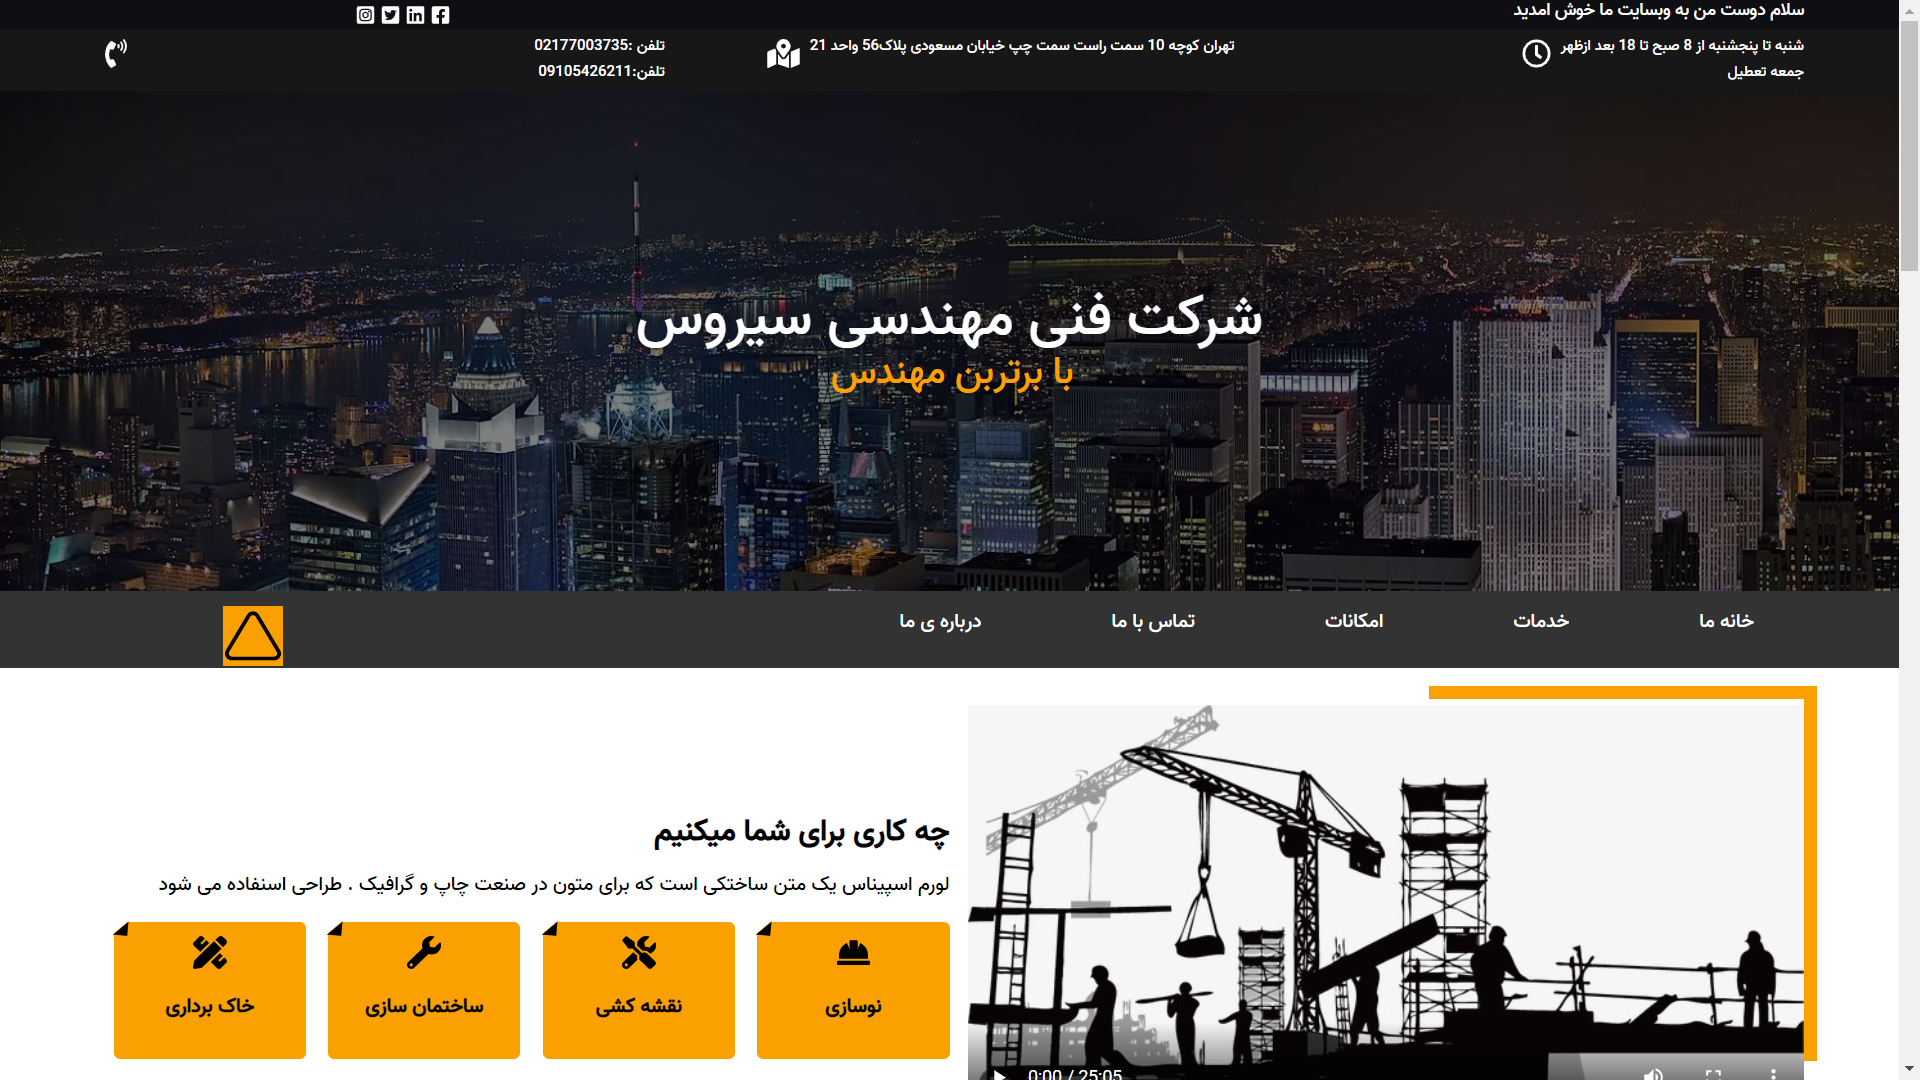 سلام دوست من به وبسایت ما خوش امدید
شنبه تا پنجشنبه از 8 صبح تا 18 بعد ازظهر
جمعه تعطیل
تهران کوچه 10 سمت راست سمت چپ خیابان مسعودی پلاک56 واحد 21
تلفن :02177003735
تلفن:09105426211
شرکت فنی مهندسی سیروس
با برتربن مهندس
خانه ما
خدمات
امکانات
تماس با ما
درباره ی ما
چه کاری برای شما میکنیم
لورم اسپیناس یک متن ساختکی است که برای متون در صنعت چاپ و گرافیک . طراحی اسنفاده می شود
نوسازی
نقشه کشی
ساختمان سازی
خاک برداری
0:00 / 25:05